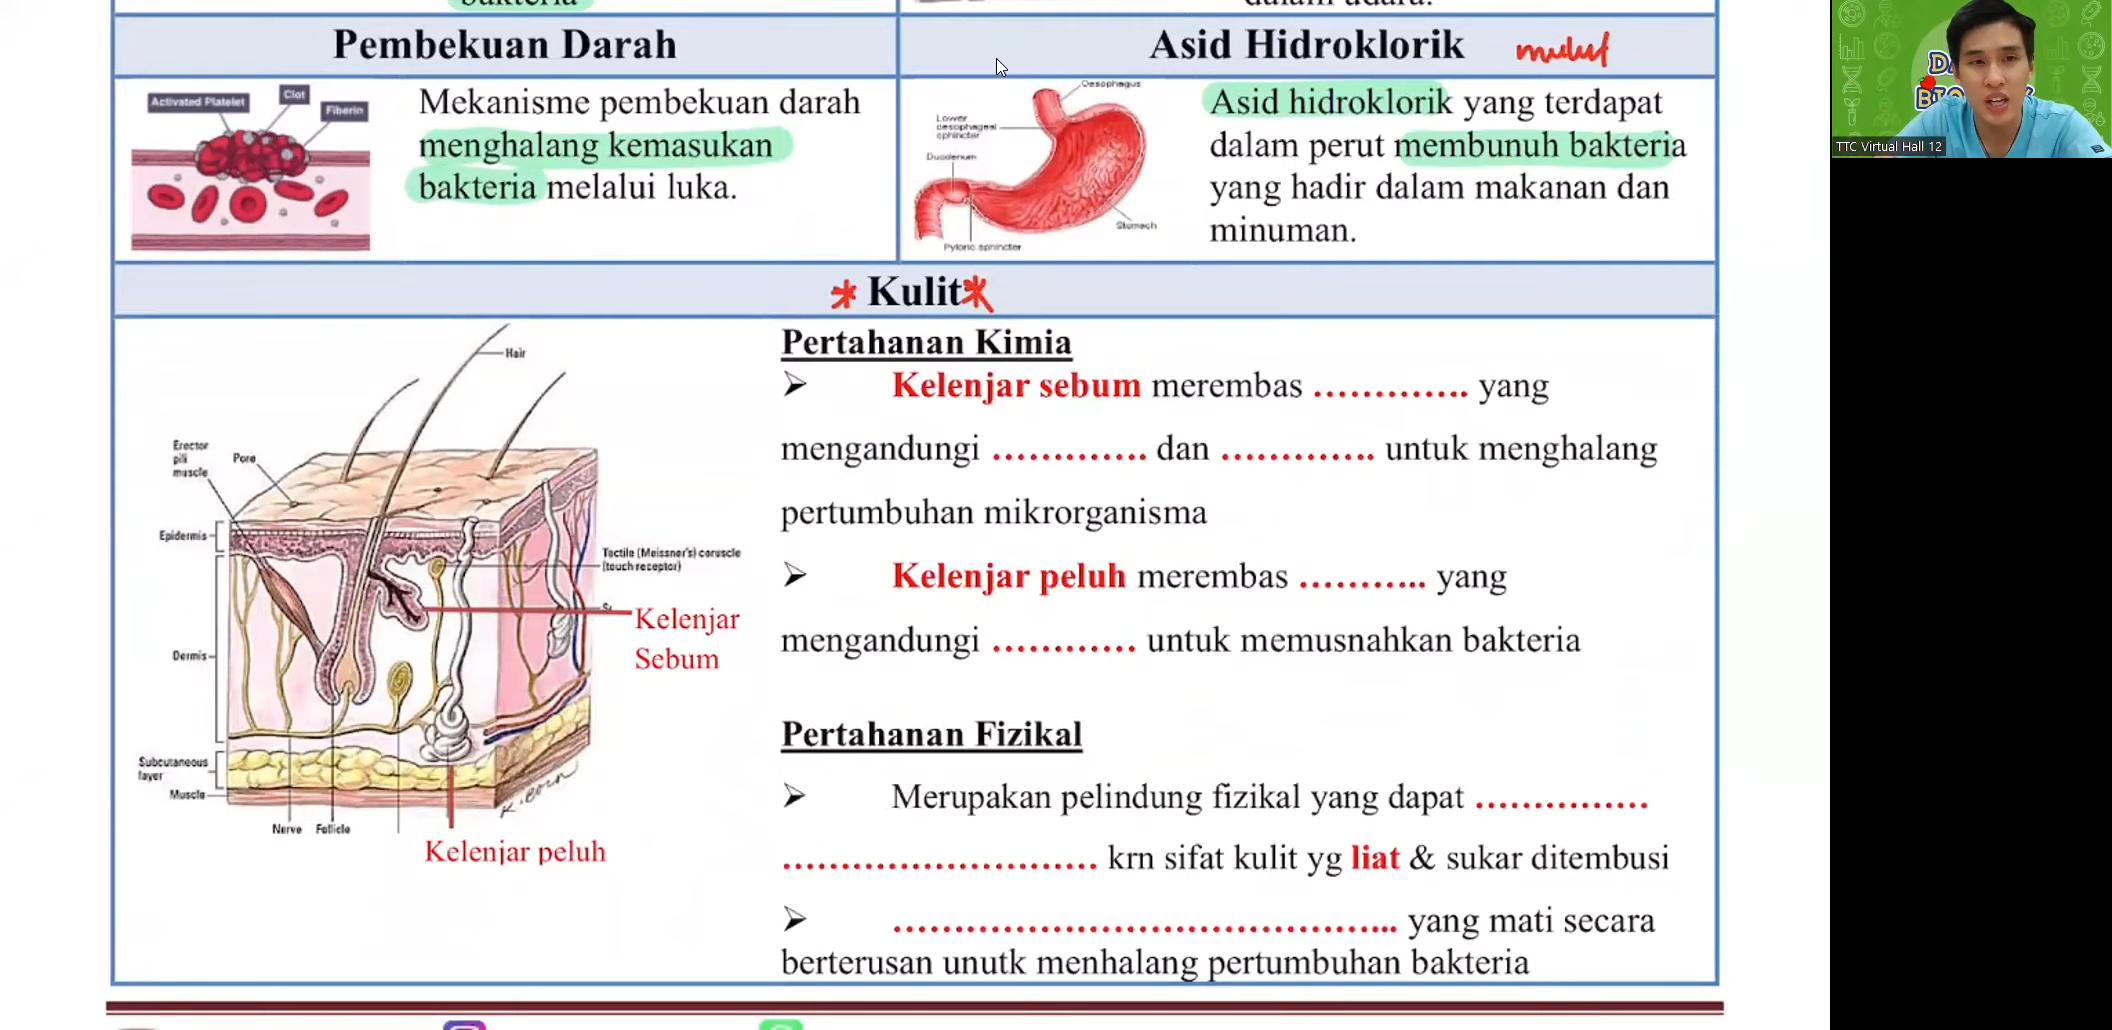 Pembekuan Darah
Asid Hidroklorik mulut
Activated Platelet
Clot
Fiberin
Mekanisme pembekuan darah
menghalang kemasukan
bakteria melalui luka.
Oesophagus
Lower
oesophageal
sphincter
Duodenum
Stomach
Pyloric sphincter
Asid hidroklorik yang terdapat
dalam perut membunuh bakteria
yang hadir dalam makanan dan
minuman.
* Kulit*
Hair
Erector
pili
muscle
Pore
Epidermis
Tactile (Meissner's) coruscle
(touch receptor)
Kelenjar
Sebum
Dermis
Subcutaneous
layer
Muscle
Nerve Follicle
K. Born
Kelenjar peluh
Pertahanan Kimia
➢ Kelenjar sebum merembas ............. yang
mengandungi ............. dan ............. untuk menghalang
pertumbuhan mikrorganisma
➢ Kelenjar peluh merembas ........... yang
mengandungi ............ untuk memusnahkan bakteria
Pertahanan Fizikal
➢ Merupakan pelindung fizikal yang dapat ...............
........................... krn sifat kulit yg liat & sukar ditembusi
➢ ........................................... yang mati secara
berterusan unutk menhalang pertumbuhan bakteria
TTC Virtual Hall 12